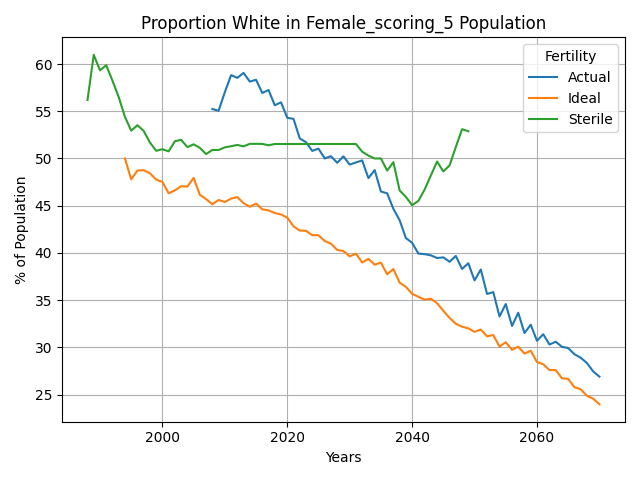 Proportion White in Female_scoring_5 Population
Fertility
Actual
Ideal
Sterile
% of Population
60
55
50
45
40
35
30
25
2000 2020 2040 2060
Years